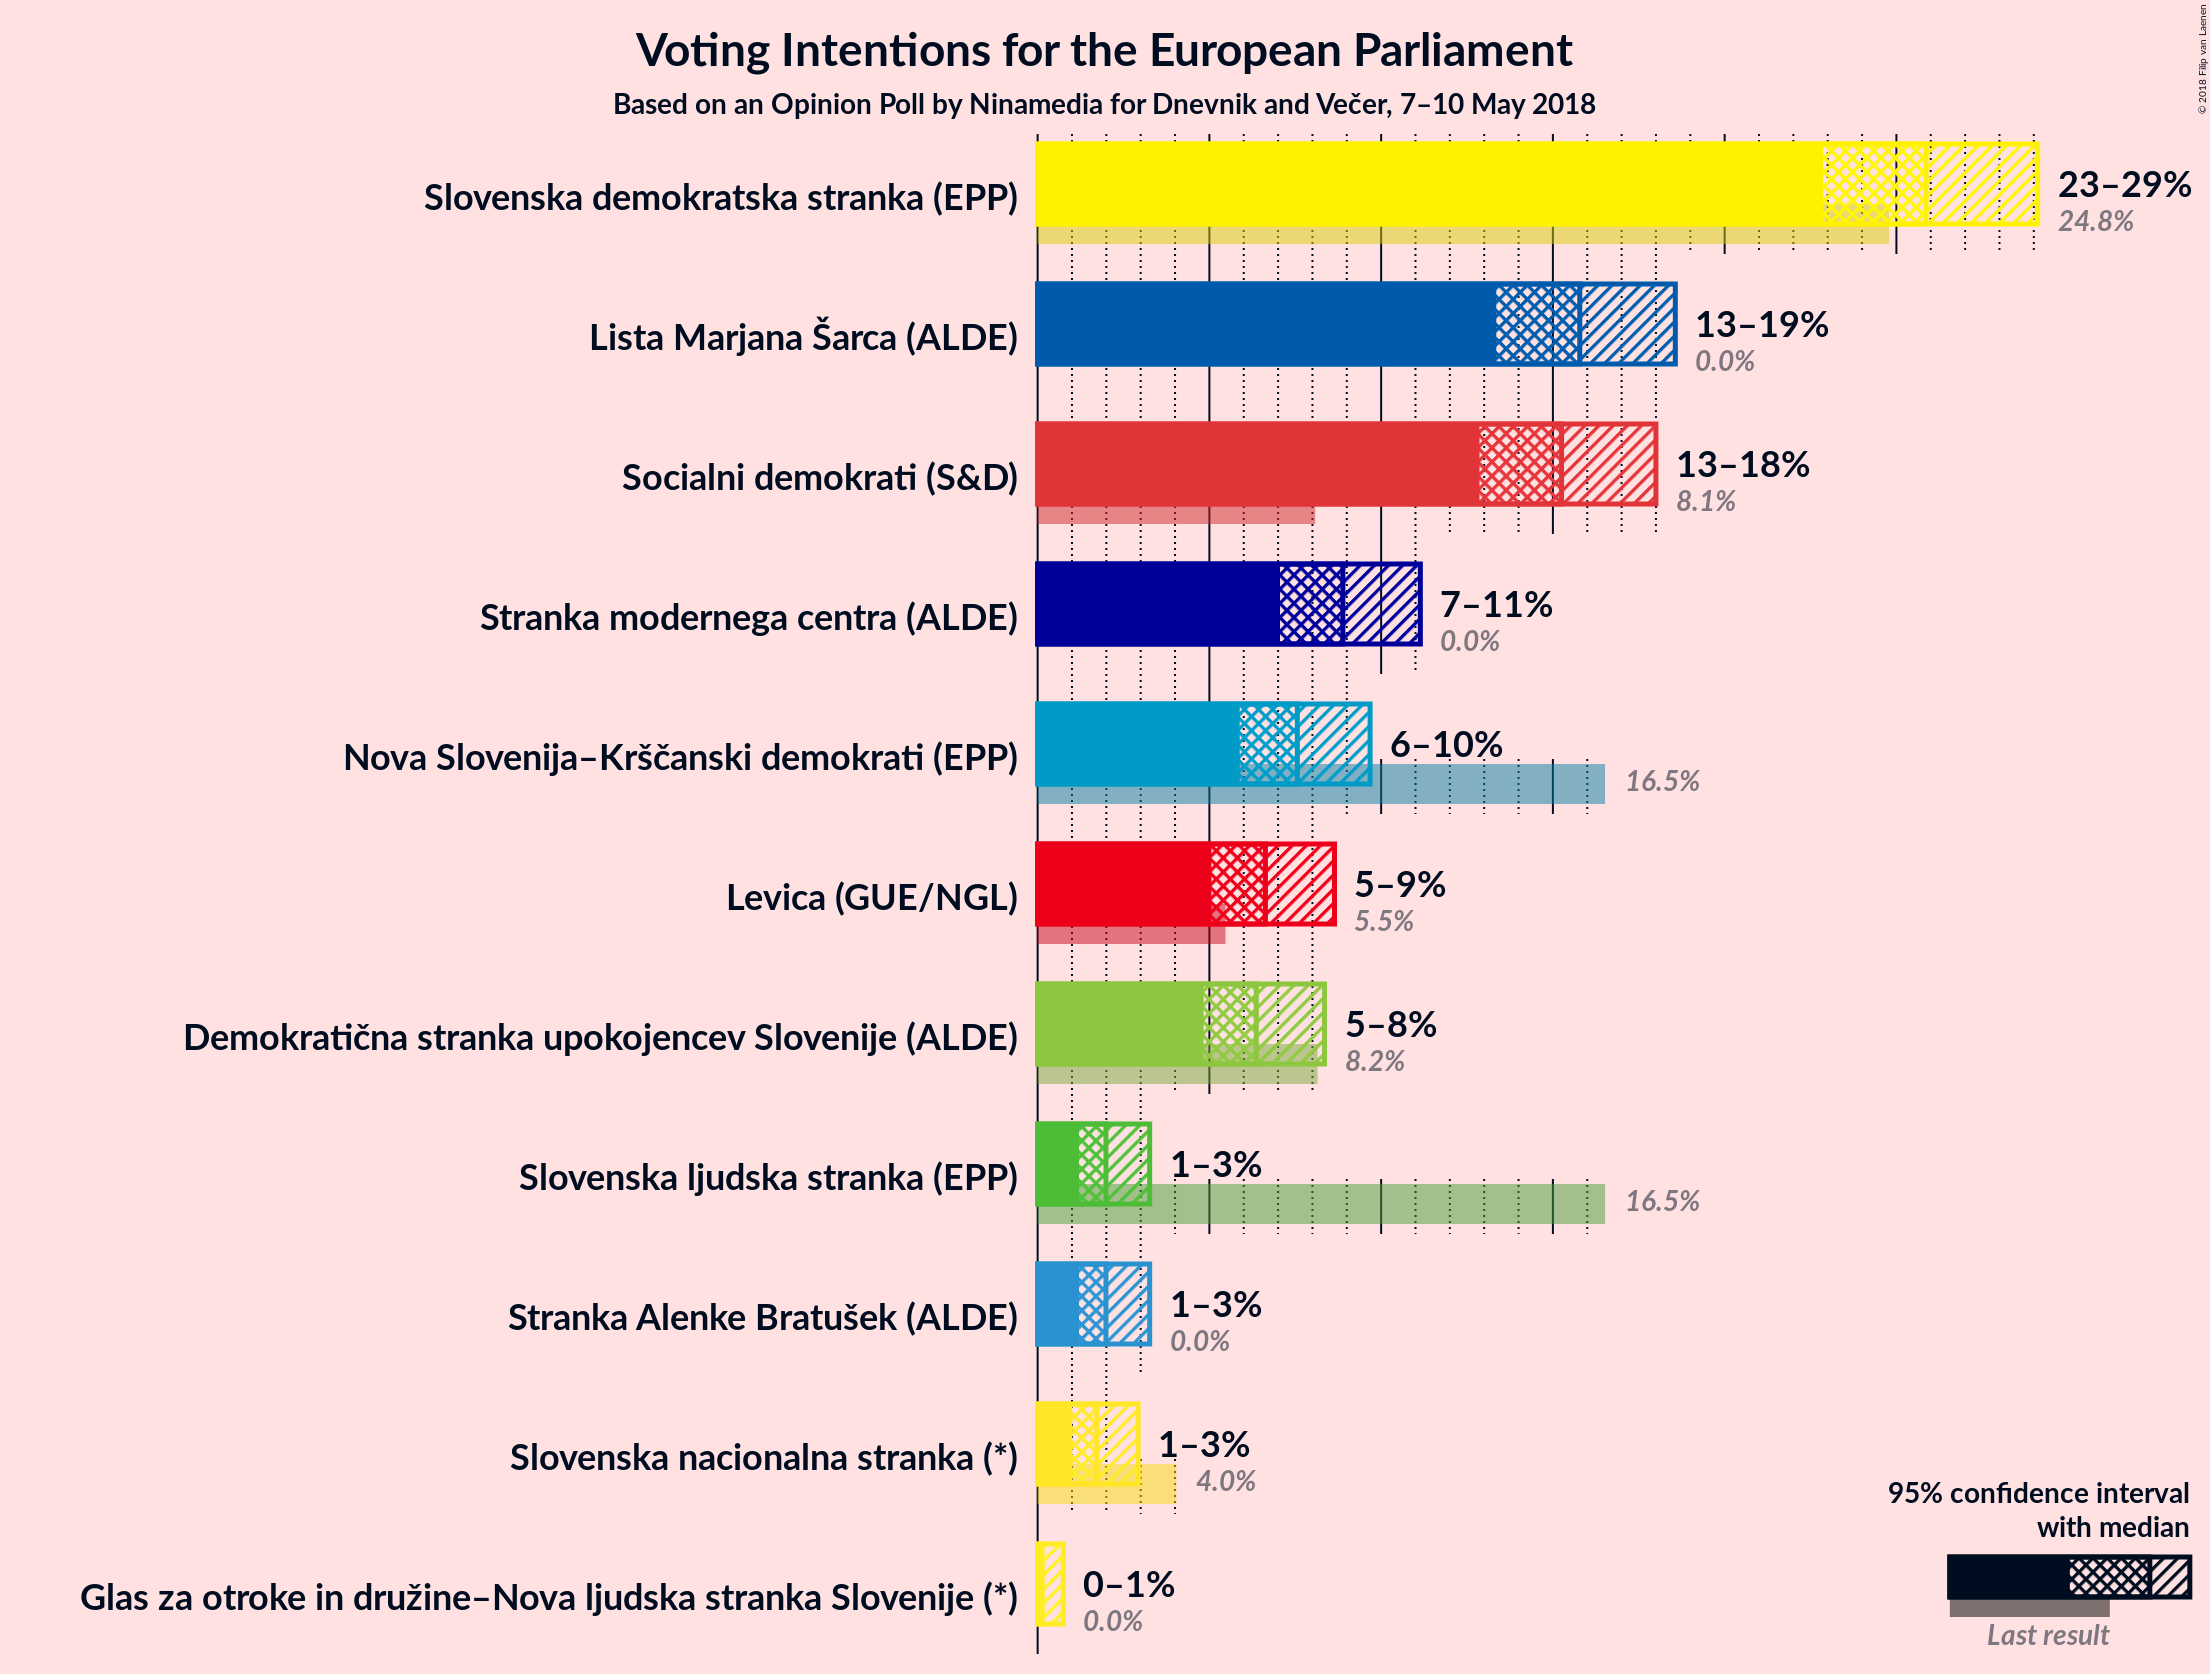 Voting Intentions for the European Parliament
Based on an Opinion Poll by Ninamedia for Dnevnik and Večer, 7–10 May 2018
© 2018 Filip van Laenen
Slovenska demokratska stranka (EPP)
23–29%
24.8%
Lista Marjana Šarca (ALDE)
13–19%
0.0%
Socialni demokrati (S&D)
13–18%
8.1%
Stranka modernega centra (ALDE)
7–11%
0.0%
Nova Slovenija–Krščanski demokrati (EPP)
6–10%
16.5%
Levica (GUE/NGL)
5–9%
5.5%
Demokratična stranka upokojencev Slovenije (ALDE)
5–8%
8.2%
Slovenska ljudska stranka (EPP)
1–3%
16.5%
Stranka Alenke Bratušek (ALDE)
1–3%
0.0%
Slovenska nacionalna stranka (*)
1–3%
4.0%
Glas za otroke in družine–Nova ljudska stranka Slovenije (*)
0–1%
0.0%
95% confidence interval
with median
Last result